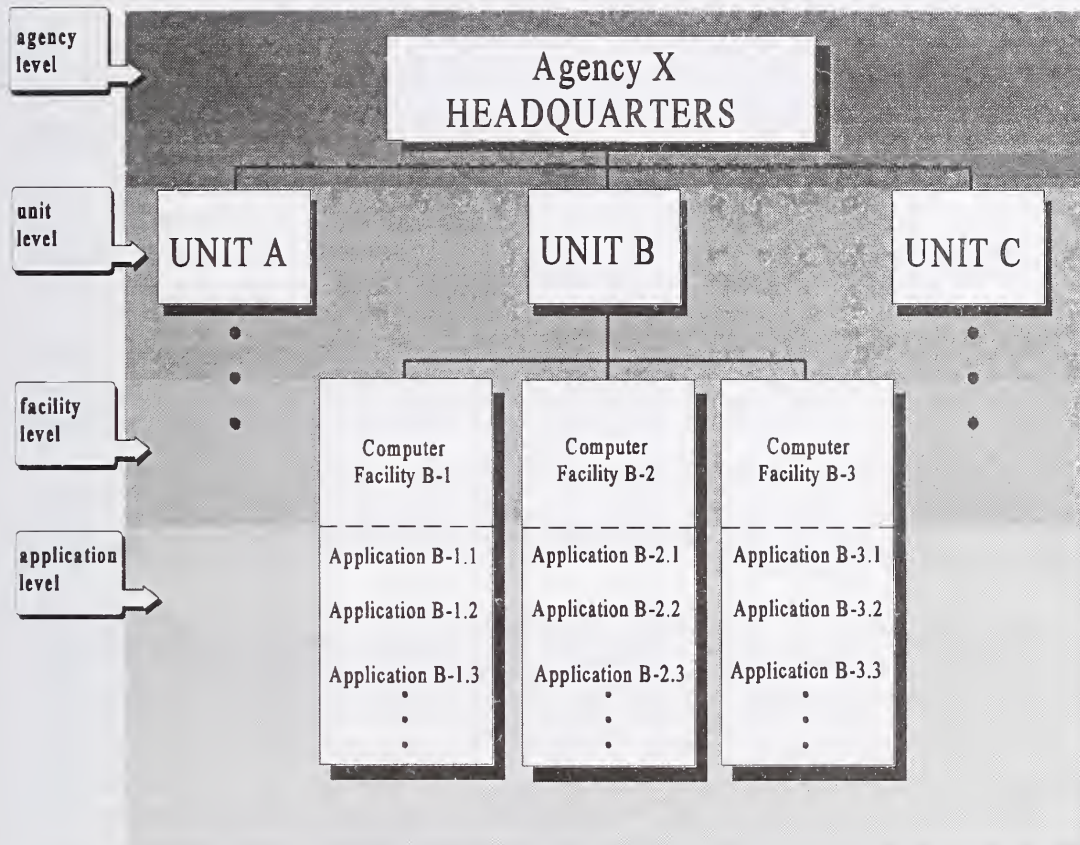 agency
level
Agency X
HEADQUARTERS
unit
level
UNIT A
UNIT B
UNIT C
facility
level
Computer
Facility B-1
Computer
Facility B-2
Computer
Facility B-3
application
level
Application B-1.1
Application B-1.2
Application B-1.3
Application B-2.1
Application B-2.2
Application B-2.3
Application B-3.1
Application B-3.2
Application B-3.3